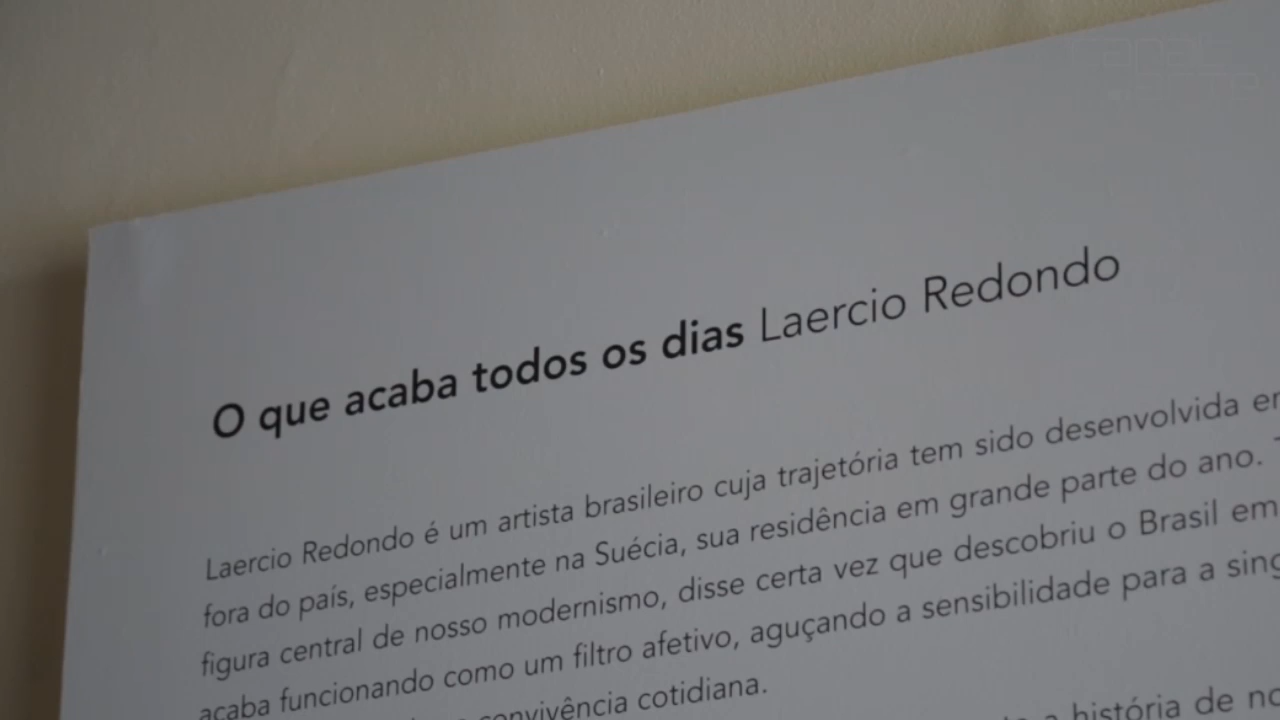 canal
O que acaba todos os dias Laercio Redondo
Laercio Redondo é um artista brasileiro cuja trajetória tem sido desenvolvida
fora do país, especialmente na Suécia, sua residência em grande parte do ano.
figura central de nosso modernismo, disse certa vez que descobriu o Brasil em
acaba funcionando como um filtro afetivo, aguçando a sensibilidade para a
convivência cotidiana.
a história de